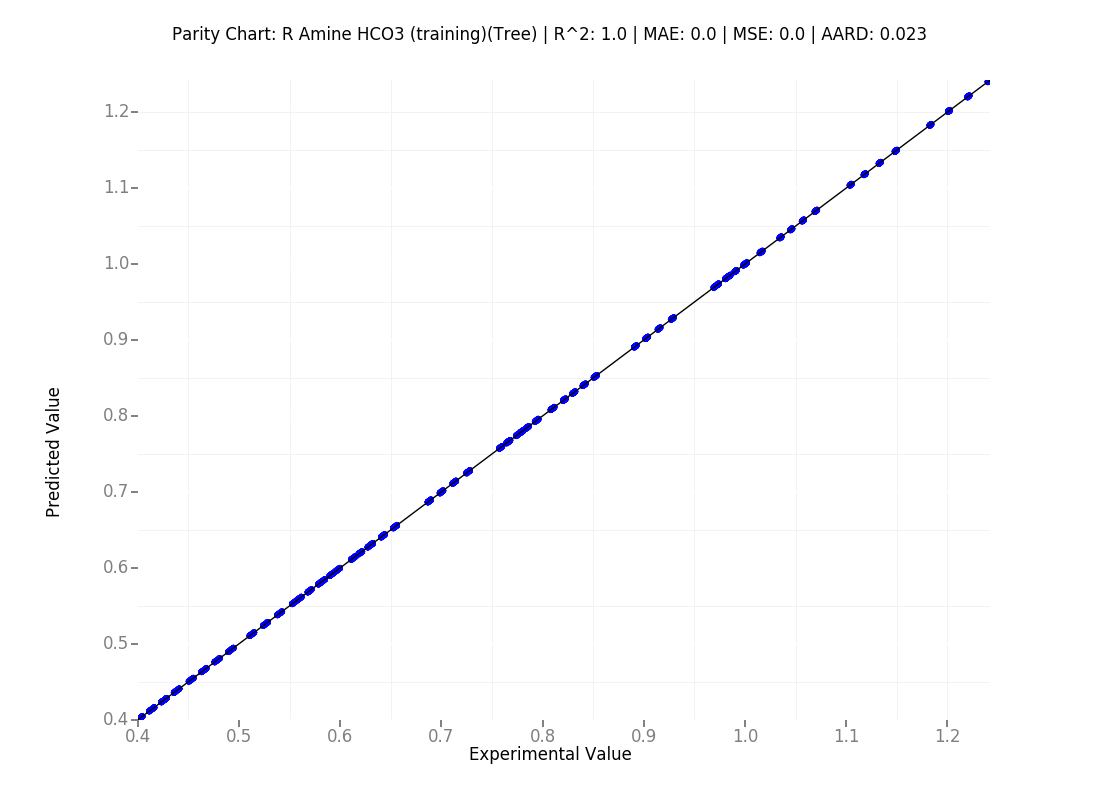 Parity Chart: R Amine HCO3 (training)(Tree) | R^2: 1.0 | MAE: 0.0 | MSE: 0.0 | AARD: 0.023
1.2
1.1
1.0
0.9
0.8
0.7
0.6
0.5
0.4
Predicted Value
0.4 0.5 0.6 0.7 0.8 0.9 1.0 1.1 1.2
Experimental Value